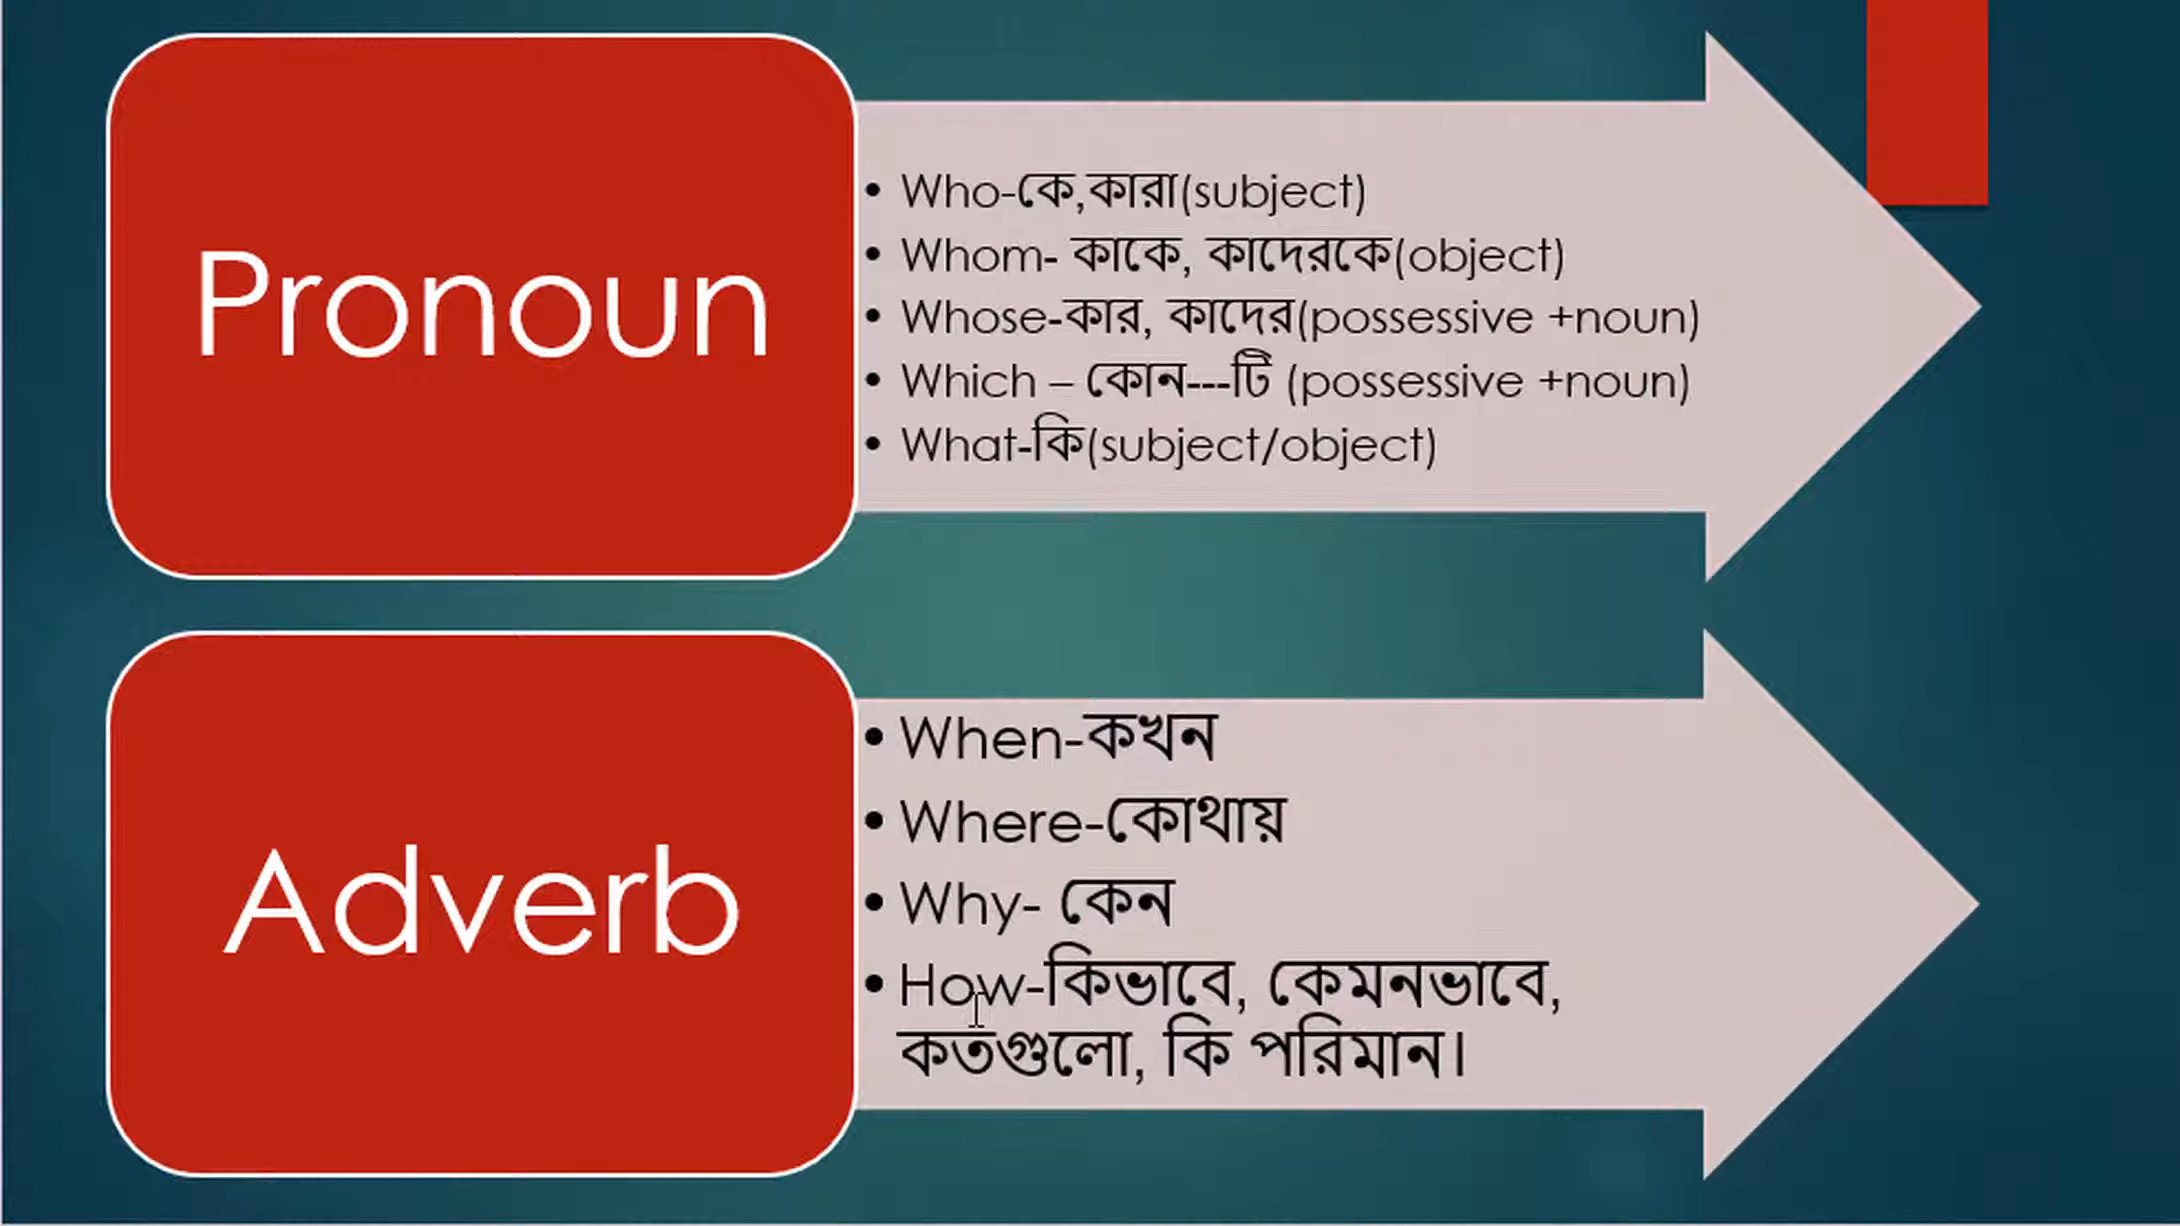 Pronoun
• Who-কে,কারা(subject)
• Whom- কাকে, কাদেরকে(object)
• Whose-কার, কাদের(possessive +noun)
• Which – কোন---টি (possessive +noun)
• What-কি(subject/object)
Adverb
• When-কখন
• Where-কোথায়
• Why- কেন
• How-কিভাবে, কেমনভাবে,
কতগুলো, কি পরিমান।